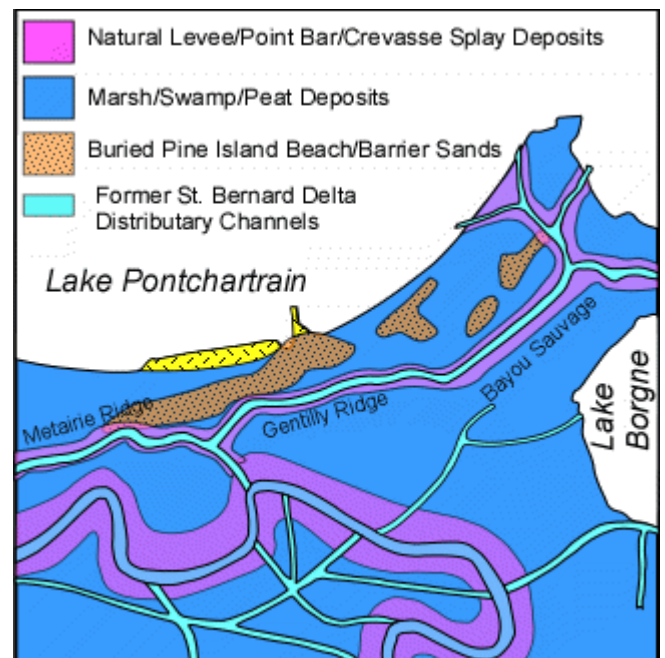 Natural Levee/Point Bar/Crevasse Splay Deposits
Marsh/Swamp/Peat Deposits
Buried Pine Island Beach/Barrier Sands
Former St. Bernard Delta
Distributary Channels
Lake Pontchartrain
Metairie Ridge
Gentilly Ridge
Bayou Sauvage
Lake
Borgne